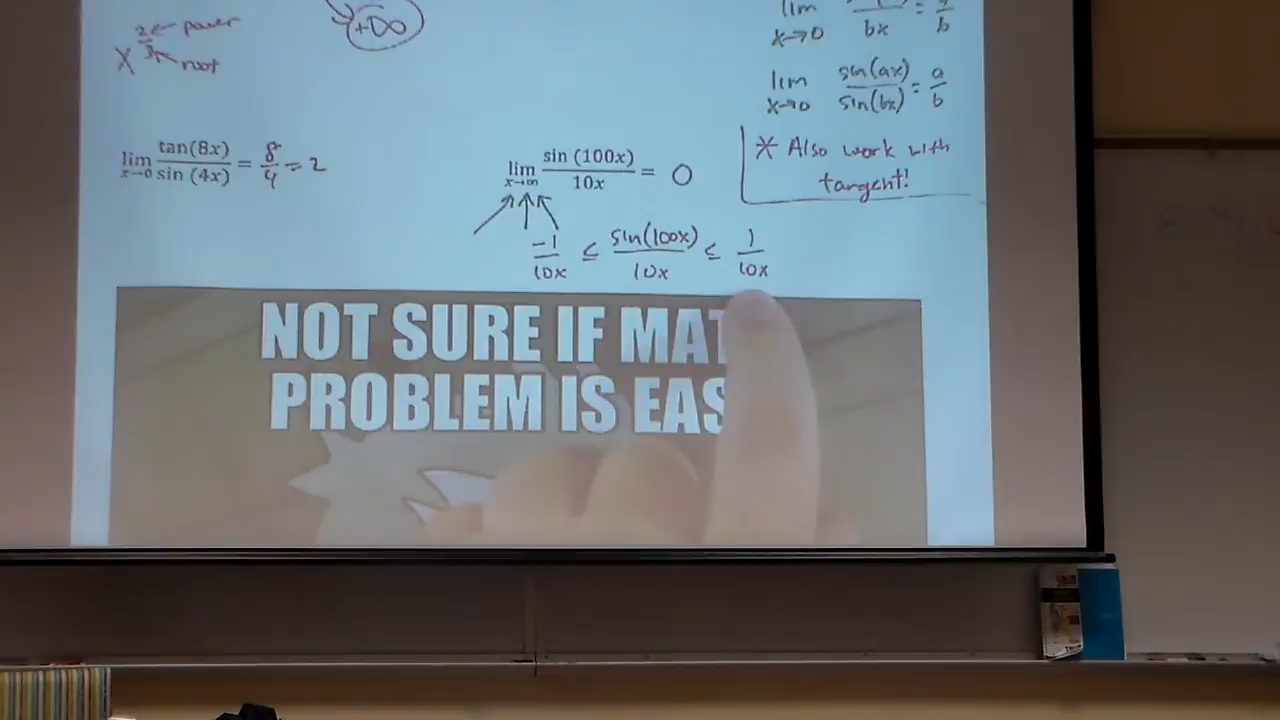 2 ← power
x 3 ← root
+∞
lim x→0 bx = a/b
lim x→0 sin(ax)/sin(bx) = a/b
* Also work with
tangent!
lim x→0 tan(8x)/sin (4x) = 8/4 = 2
lim x→∞ sin (100x)/10x = 0
-1/10x ≤ sin(100x)/10x ≤ 1/10x
NOT SURE IF MAT
PROBLEM IS EAS